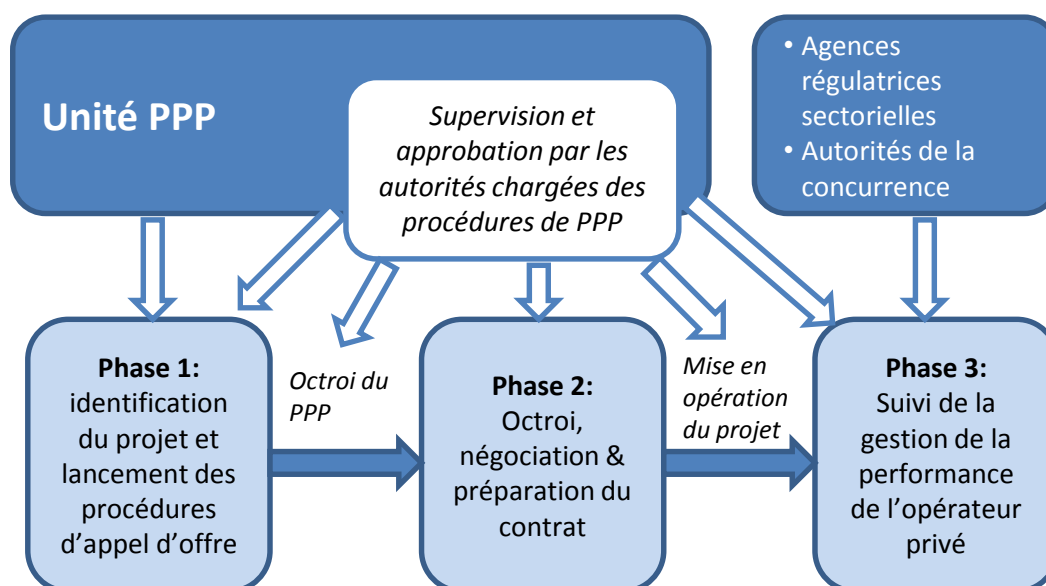 Unité PPP
Supervision et
approbation par les
autorités chargées des
procédures de PPP
• Agences
régulatrices
sectorielles
• Autorités de la
concurrence
Phase 1:
identification
du projet et
lancement des
procédures
d’appel d’offre
Octroi du
PPP
Phase 2:
Octroi,
négociation &
préparation du
contrat
Mise en
opération
du projet
Phase 3:
Suivi de la
gestion de la
performance
de l’opérateur
privé